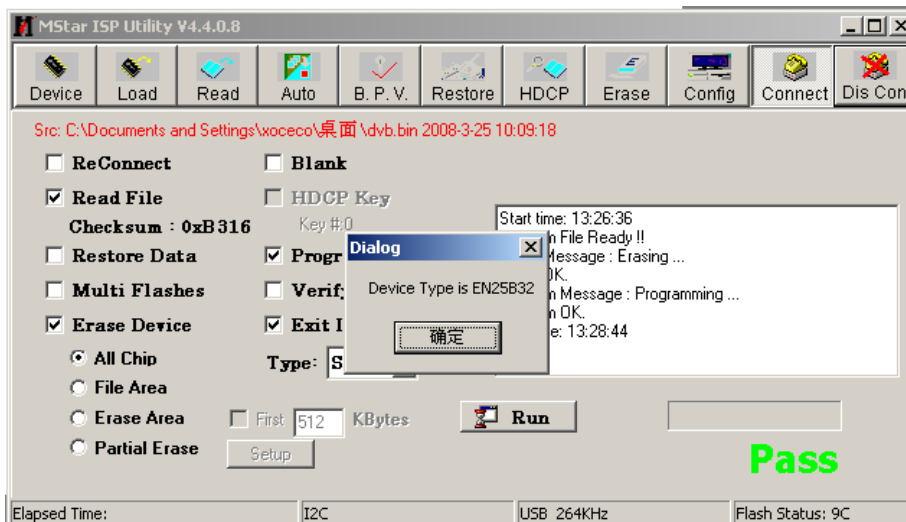 MStar ISP Utility V4.4.0.8
Device Load Read Auto B. P. V. Restore HDCP Erase Config Connect Dis Con
Src: C:\Documents and Settings\xoceco\桌面\dvb.bin 2008-3-25 10:09:18
ReConnect Blank
Read File HDCP Key
Checksum : 0xB316 Key #:0
Restore Data Progr
Multi Flashes Verif
Erase Device Exit I
All Chip Type: S
File Area
Erase Area First 512 KBytes
Partial Erase Setup
Dialog
Device Type is EN25B32
确定
Start time: 13:26:36
m File Ready !!
Message : Erasing ...
OK.
m Message : Programming ...
m OK.
e: 13:28:44
Run
Pass
Elapsed Time: I2C USB 264KHz Flash Status: 9C